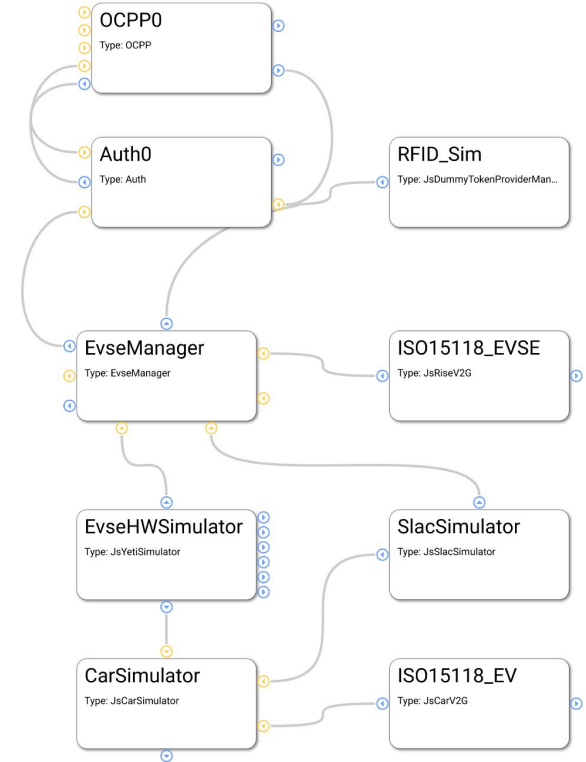 OCPP0
Type: OCPP
Auth0
Type: Auth
RFID_Sim
Type: JsDummyTokenProviderMan...
EvseManager
Type: EvseManager
ISO15118_EVSE
Type: JsRiseV2G
EvseHWSimulator
Type: JsYetiSimulator
SlacSimulator
Type: JsSlacSimulator
CarSimulator
Type: JsCarSimulator
ISO15118_EV
Type: JsCarV2G